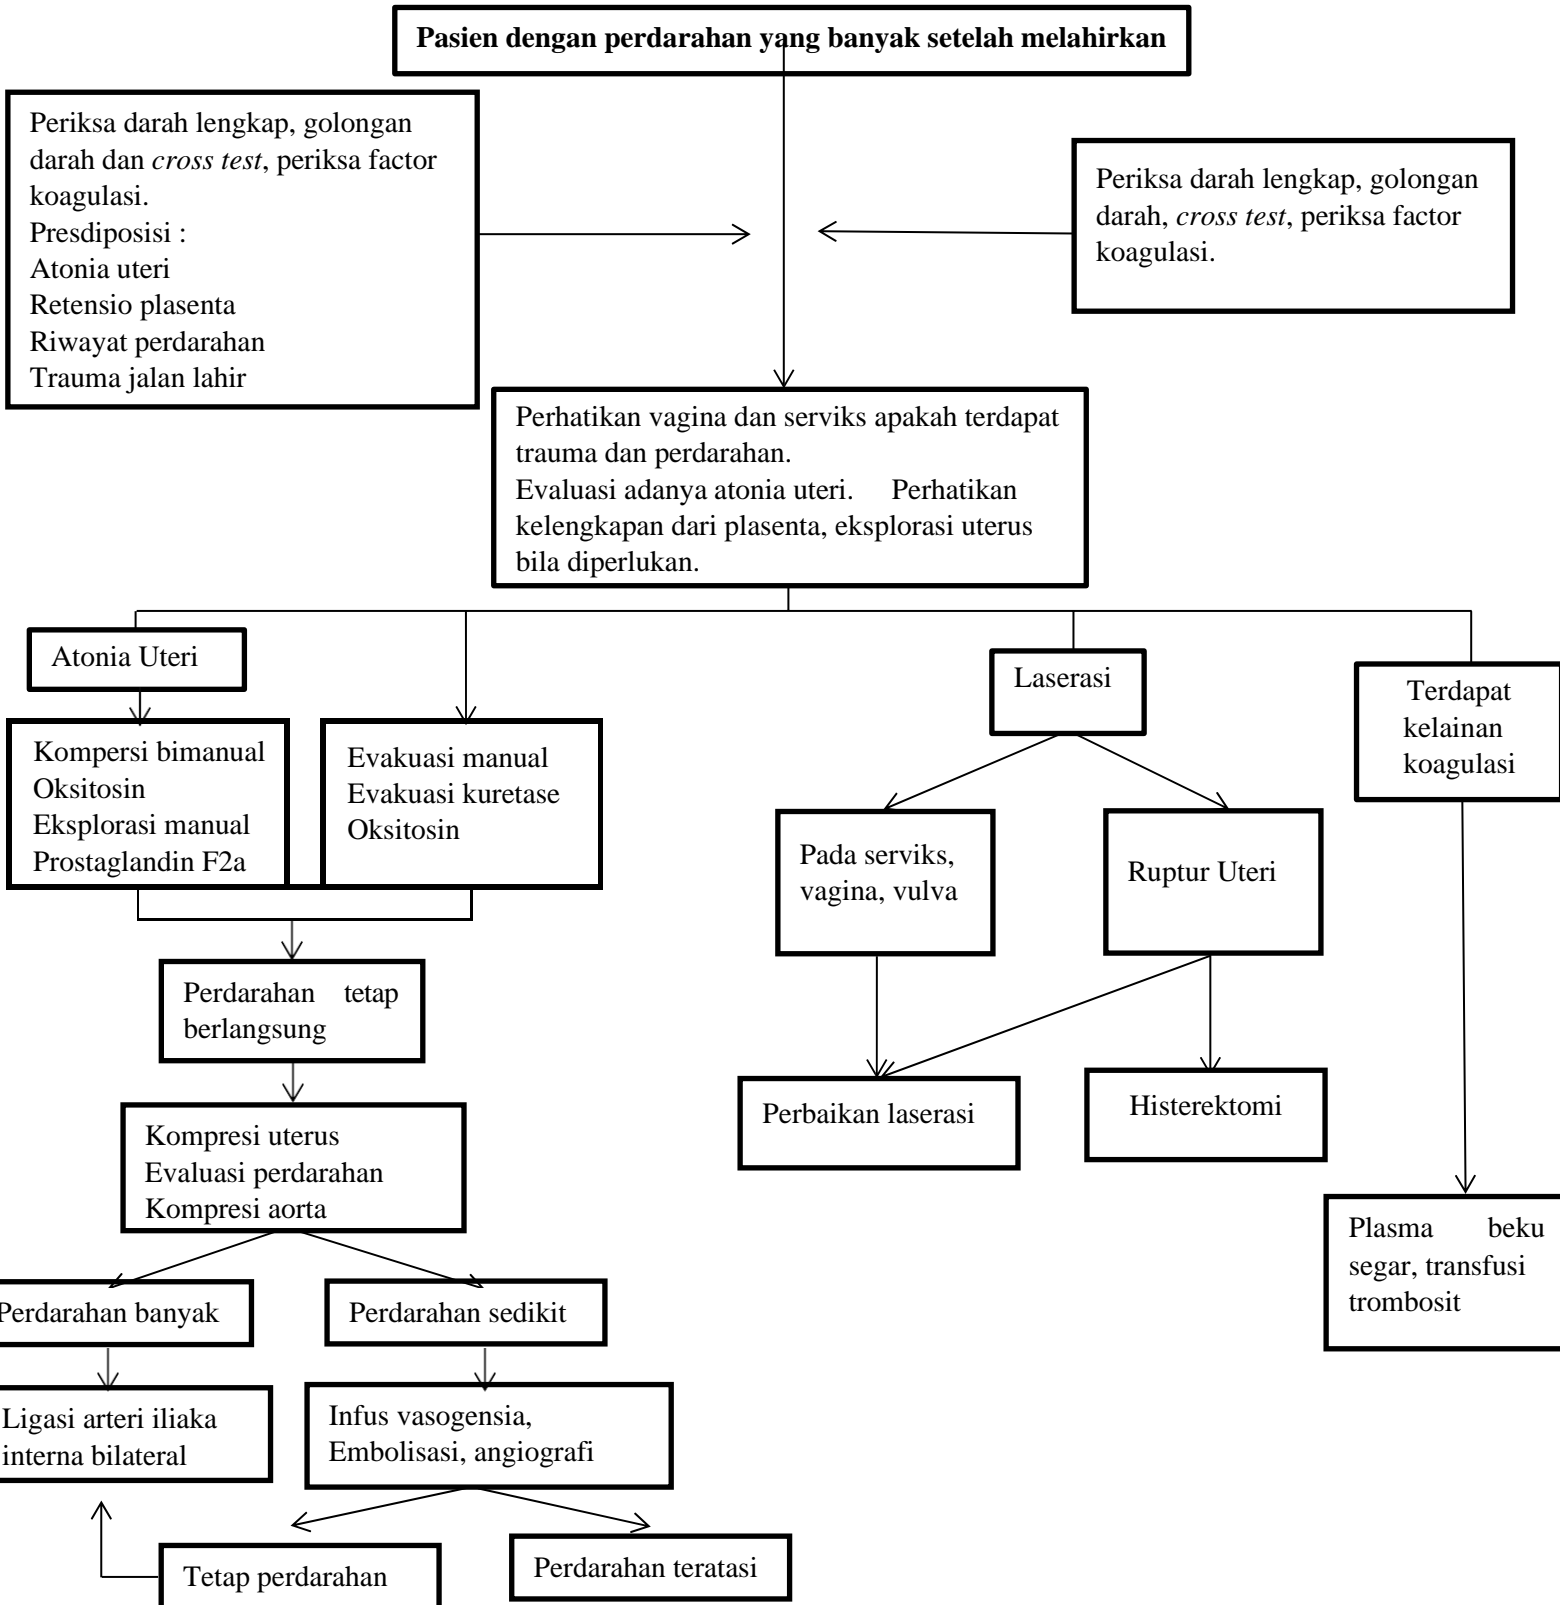 Pasien dengan perdarahan yang banyak setelah melahirkan
Periksa darah lengkap, golongan
darah dan cross test, periksa factor
koagulasi.
Presdiposisi :
Atonia uteri
Retensio plasenta
Riwayat perdarahan
Trauma jalan lahir
Periksa darah lengkap, golongan
darah, cross test, periksa factor
koagulasi.
Perhatikan vagina dan serviks apakah terdapat
trauma dan perdarahan.
Evaluasi adanya atonia uteri. Perhatikan
kelengkapan dari plasenta, eksplorasi uterus
bila diperlukan.
Atonia Uteri
Laserasi
Terdapat
kelainan
koagulasi
Kompersi bimanual
Oksitosin
Eksplorasi manual
Prostaglandin F2a
Evakuasi manual
Evakuasi kuretase
Oksitosin
Pada serviks,
vagina, vulva
Ruptur Uteri
Perdarahan tetap
berlangsung
Perbaikan laserasi
Histerektomi
Kompresi uterus
Evaluasi perdarahan
Kompresi aorta
Plasma beku
segar, transfusi
trombosit
Perdarahan banyak
Perdarahan sedikit
Ligasi arteri iliaka
interna bilateral
Infus vasogensia,
Embolisasi, angiografi
Tetap perdarahan
Perdarahan teratasi